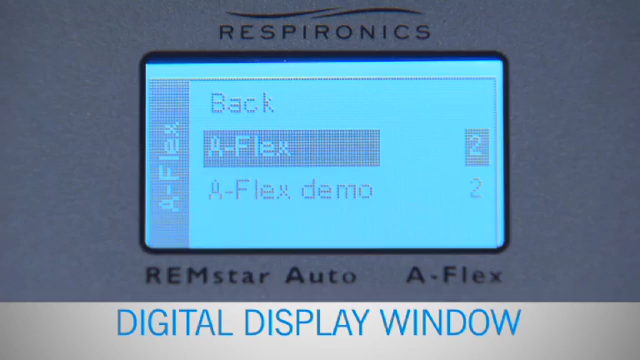 RESPIRONICS
A-Flex
Back
A-Flex 2
A-Flex demo 2
REMstar Auto A-Flex
DIGITAL DISPLAY WINDOW